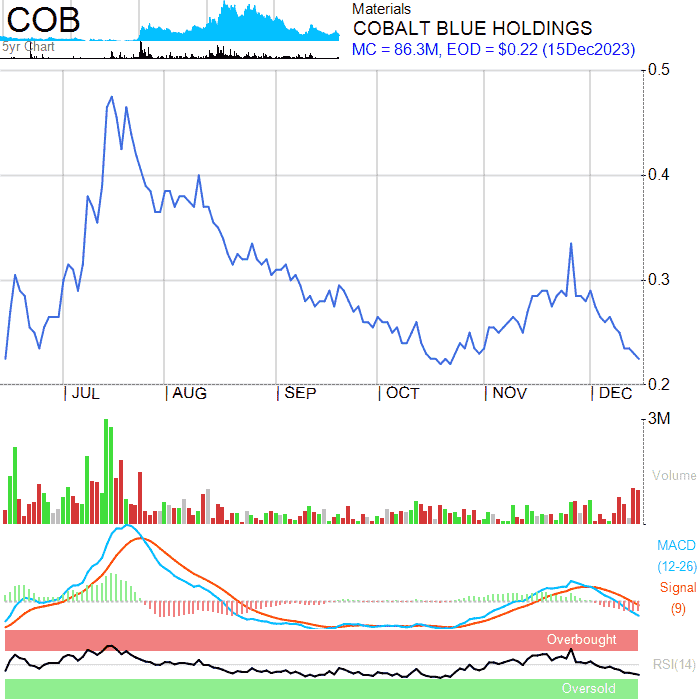 COB
5yr Chart
Materials
COBALT BLUE HOLDINGS
MC = 86.3M, EOD = $0.22 (15Dec2023)
0.5
0.4
0.3
0.2
JUL AUG SEP OCT NOV DEC
3M
Volume
MACD
(12-26)
Signal
(9)
Overbought
RSI(14)
Oversold